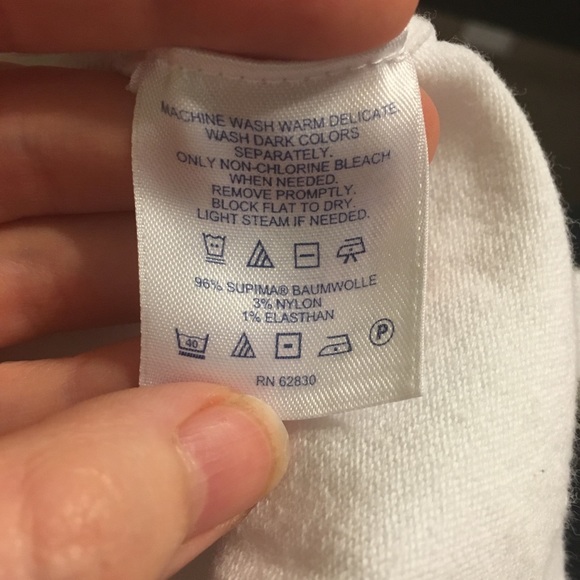 MACHINE WASH WARM DELICATE.
WASH DARK COLORS
SEPARATELY.
ONLY NON-CHLORINE BLEACH
WHEN NEEDED.
REMOVE PROMPTLY.
BLOCK FLAT TO DRY.
LIGHT STEAM IF NEEDED.
96% SUPIMA® BAUMWOLLE
3% NYLON
1% ELASTHAN
40 P
RN 62830